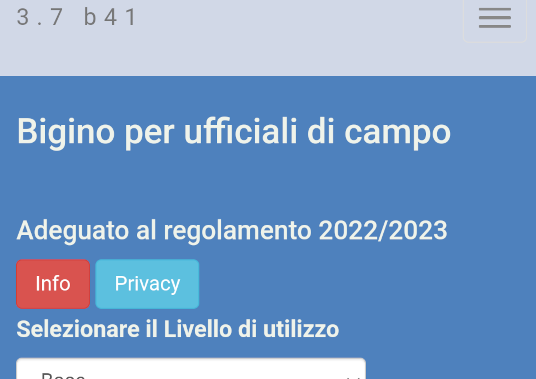 3.7 b41
Bigino per ufficiali di campo
Adeguato al regolamento 2022/2023
Info Privacy
Selezionare il Livello di utilizzo